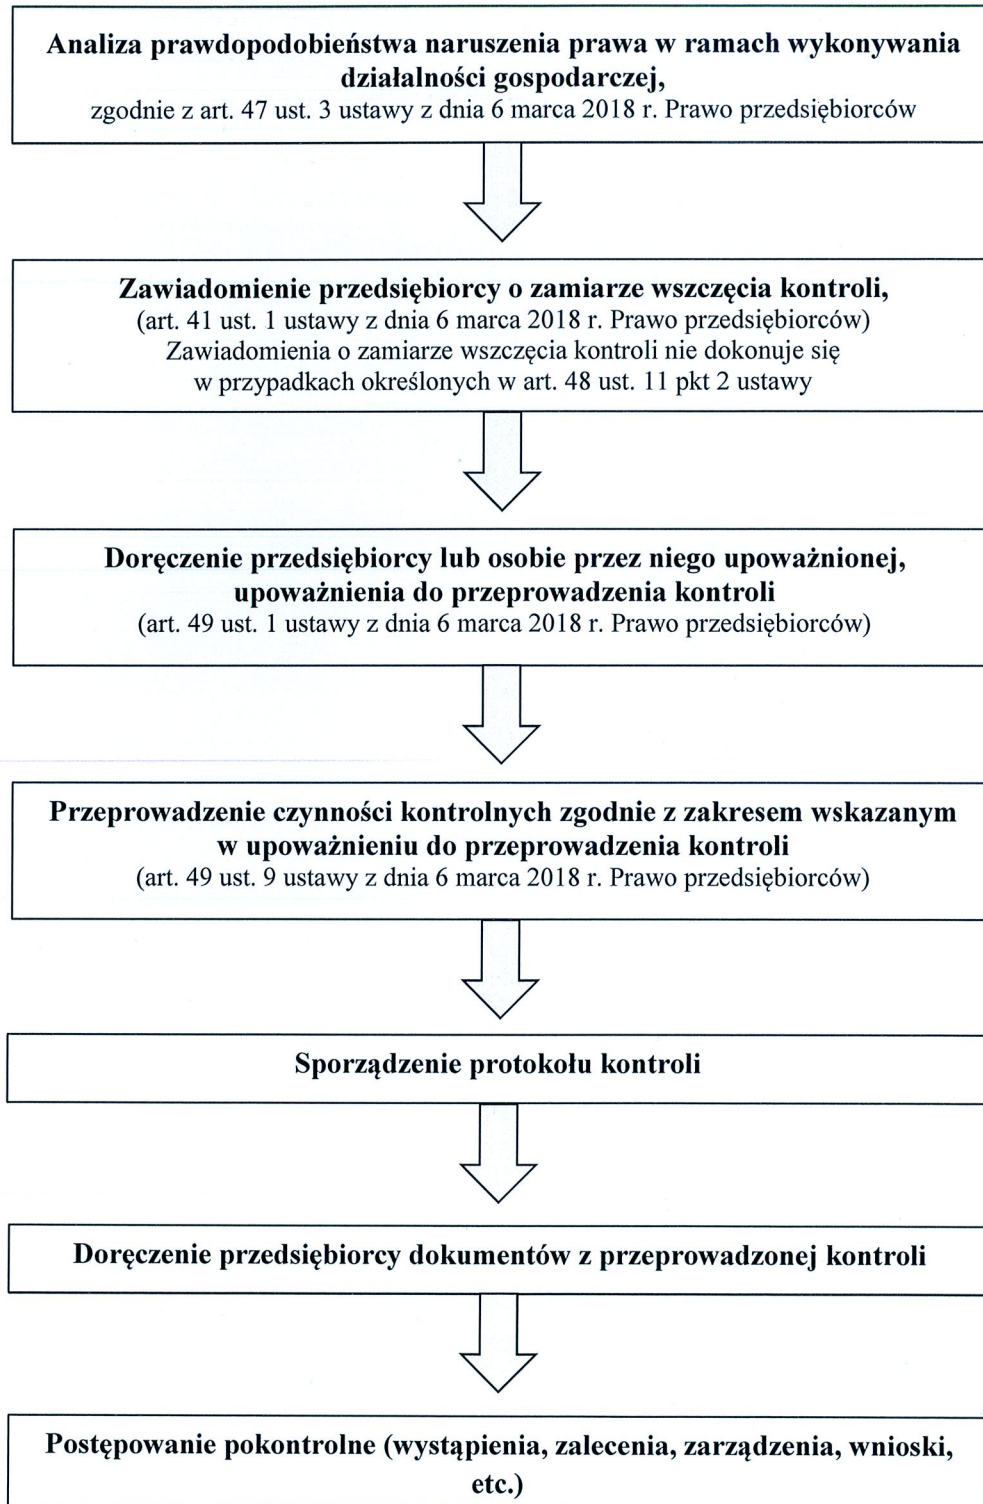 Analiza prawdopodobieństwa naruszenia prawa w ramach wykonywania
działalności gospodarczej,
zgodnie z art. 47 ust. 3 ustawy z dnia 6 marca 2018 r. Prawo przedsiębiorców
Zawiadomienie przedsiębiorcy o zamiarze wszczęcia kontroli,
(art. 41 ust. 1 ustawy z dnia 6 marca 2018 r. Prawo przedsiębiorców)
Zawiadomienia o zamiarze wszczęcia kontroli nie dokonuje się
w przypadkach określonych w art. 48 ust. 11 pkt 2 ustawy
Doręczenie przedsiębiorcy lub osobie przez niego upoważnionej,
upoważnienia do przeprowadzenia kontroli
(art. 49 ust. 1 ustawy z dnia 6 marca 2018 r. Prawo przedsiębiorców)
Przeprowadzenie czynności kontrolnych zgodnie z zakresem wskazanym
w upoważnieniu do przeprowadzenia kontroli
(art. 49 ust. 9 ustawy z dnia 6 marca 2018 r. Prawo przedsiębiorców)
Sporządzenie protokołu kontroli
Doręczenie przedsiębiorcy dokumentów z przeprowadzonej kontroli
Postępowanie pokontrolne (wystąpienia, zalecenia, zarządzenia, wnioski,
etc.)